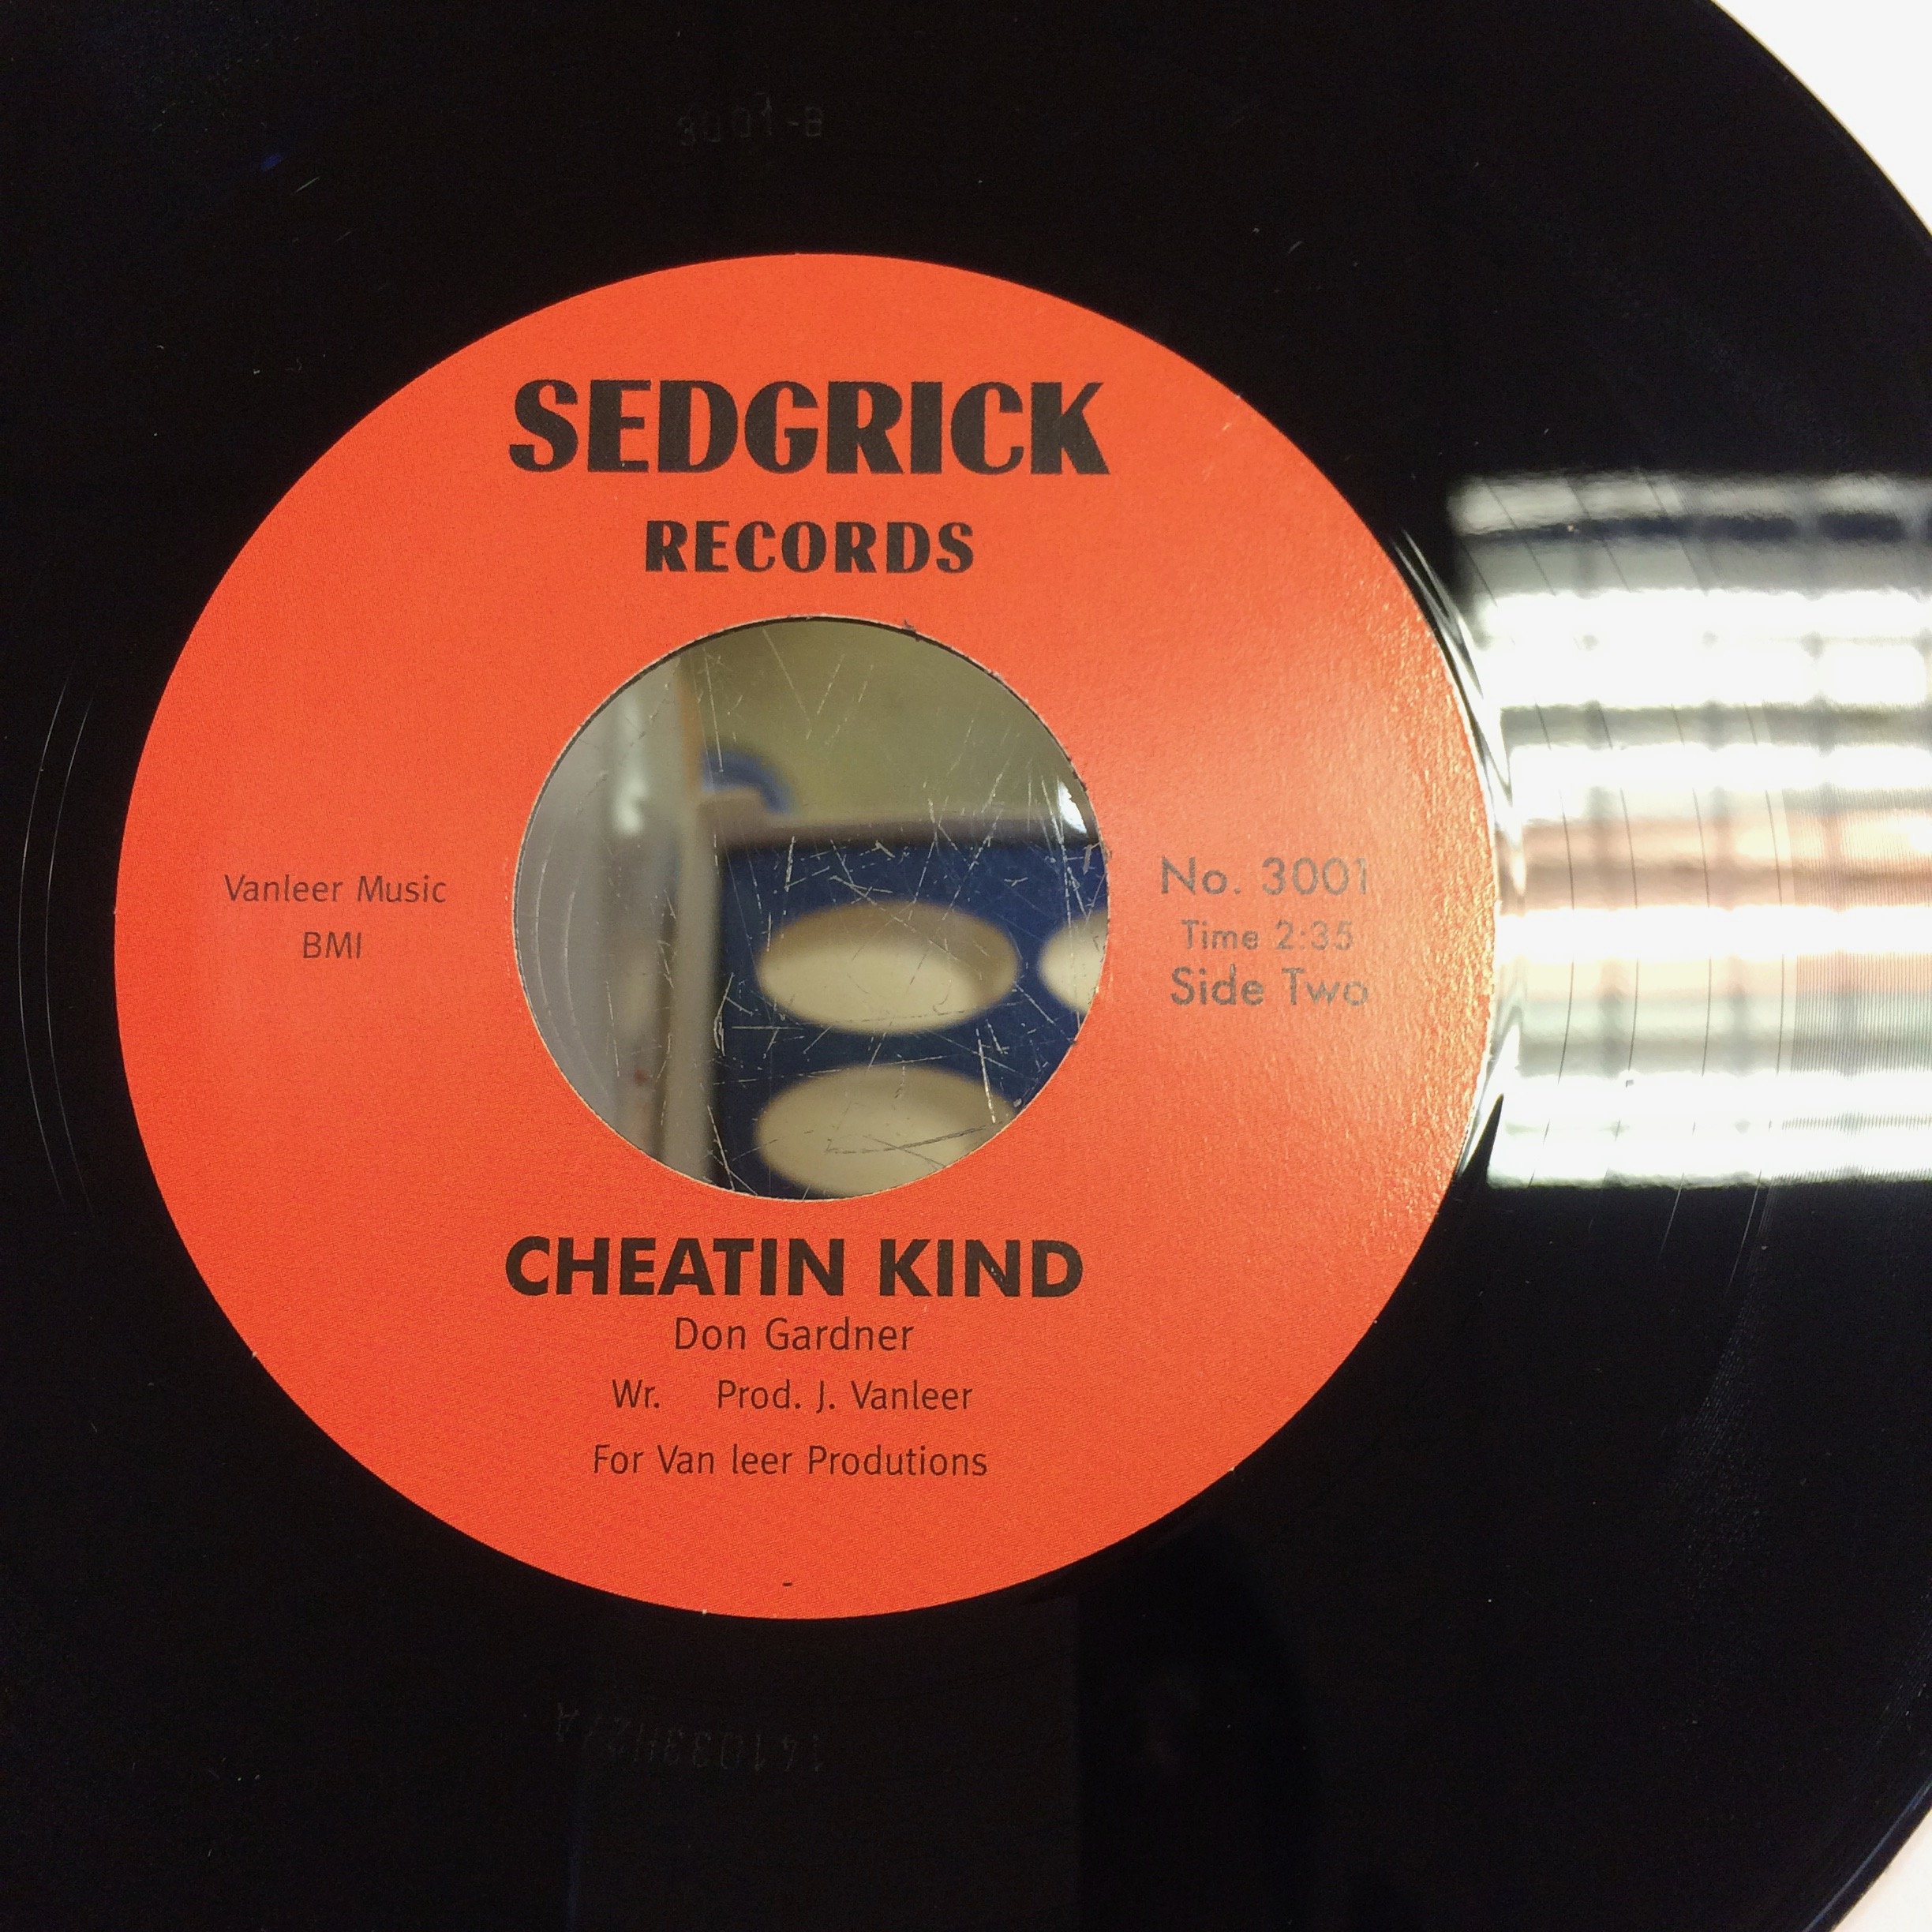 3001-B
SEDGRICK
RECORDS
Vanleer Music
BMI
No. 3001
Time 2:35
Side Two
CHEATIN KIND
Don Gardner
Wr. Prod. J. Vanleer
For Van leer Produtions